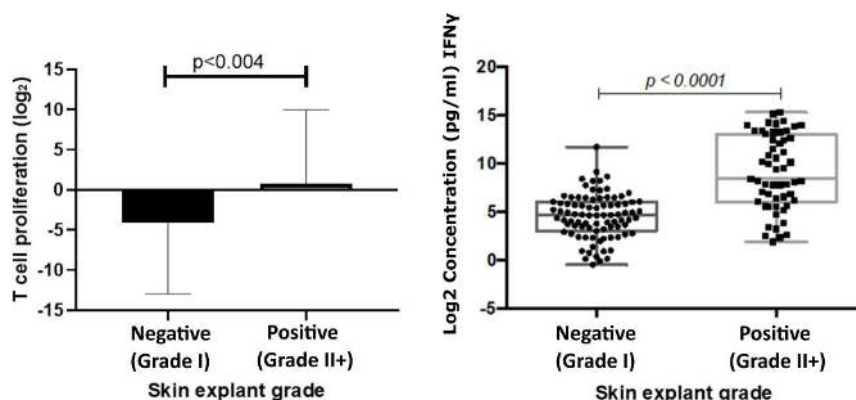 p<0.004
15
10
5
0
-5
-10
-15
T cell proliferation (log2)
Negative
(Grade I)
Positive
(Grade II+)
Skin explant grade
Log2 Concentration (pg/ml) IFNγ
p < 0.0001
20
15
10
5
0
-5
Negative
(Grade I)
Positive
(Grade II+)
Skin explant grade